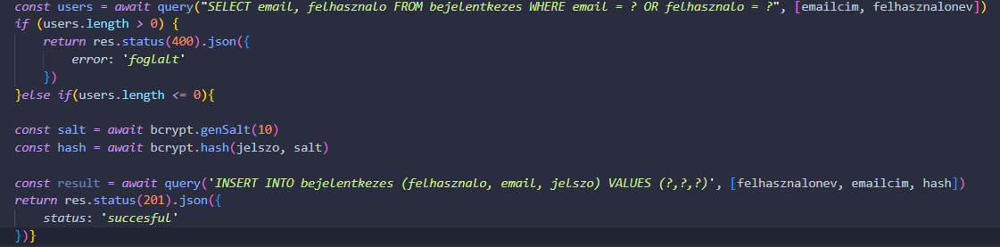 const users = await query("SELECT email, felhasznalo FROM bejelentkezes WHERE email = ? OR felhasznalo = ?", [emailcim, felhasznalonev])
if (users.length > 0) {
    return res.status(400).json({
        error: 'foglalt'
    })
}else if(users.length <= 0){

const salt = await bcrypt.genSalt(10)
const hash = await bcrypt.hash(jelszo, salt)

const result = await query('INSERT INTO bejelentkezes (felhasznalo, email, jelszo) VALUES (?,?,?)', [felhasznalonev, emailcim, hash])
return res.status(201).json({
    status: 'succesful'
})}